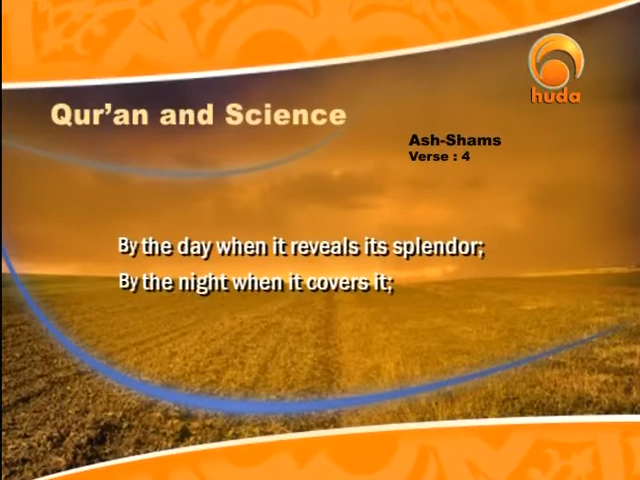 huda
Qur'an and Science
Ash-Shams
Verse : 4
By the day when it reveals its splendor;
By the night when it covers it;